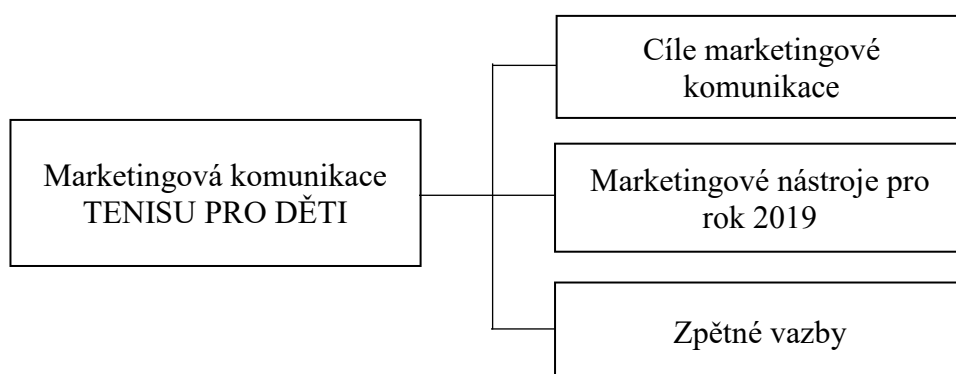 Marketingová komunikace
TENISU PRO DĚTI
Cíle marketingové
komunikace
Marketingové nástroje pro
rok 2019
Zpětné vazby